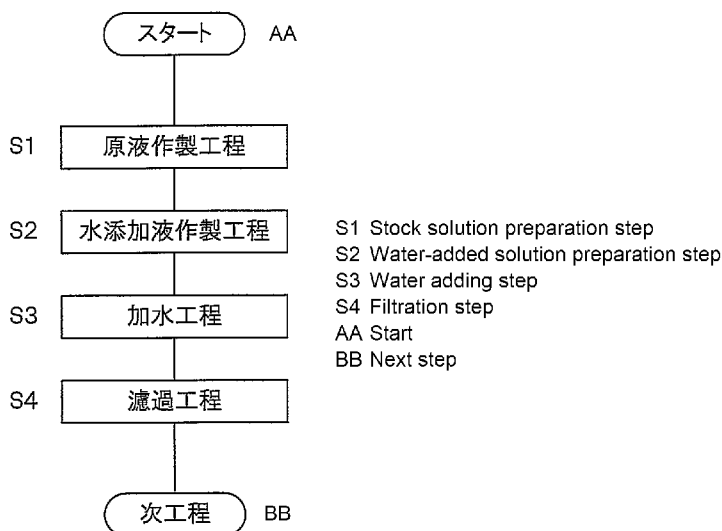 スタート AA
S1 原液作製工程
S2 水添加液作製工程
S3 加水工程
S4 濾過工程
次工程 BB
S1 Stock solution preparation step
S2 Water-added solution preparation step
S3 Water adding step
S4 Filtration step
AA Start
BB Next step